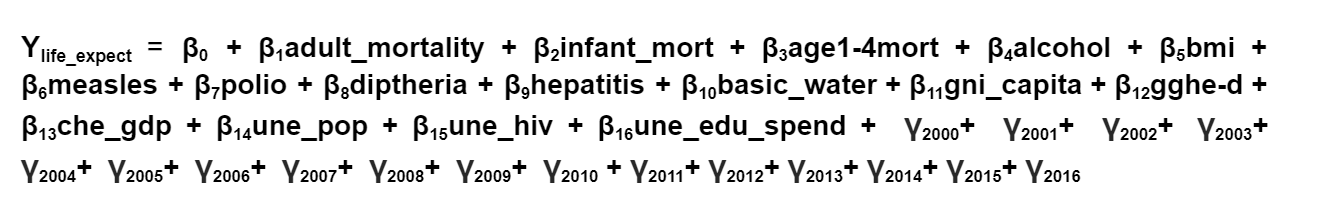 Y_life_expect = β₀ + β₁adult_mortality + β₂infant_mort + β₃age1-4mort + β₄alcohol + β₅bmi +
β₆measles + β₇polio + β₈diptheria + β₉hepatitis + β₁₀basic_water + β₁₁gni_capita + β₁₂gghe-d +
β₁₃che_gdp + β₁₄une_pop + β₁₅une_hiv + β₁₆une_edu_spend + γ₂₀₀₀+ γ₂₀₀₁+ γ₂₀₀₂+ γ₂₀₀₃+
γ₂₀₀₄+ γ₂₀₀₅+ γ₂₀₀₆+ γ₂₀₀₇+ γ₂₀₀₈+ γ₂₀₀₉+ γ₂₀₁₀ + γ₂₀₁₁+ γ₂₀₁₂+ γ₂₀₁₃+ γ₂₀₁₄+ γ₂₀₁₅+ γ₂₀₁₆